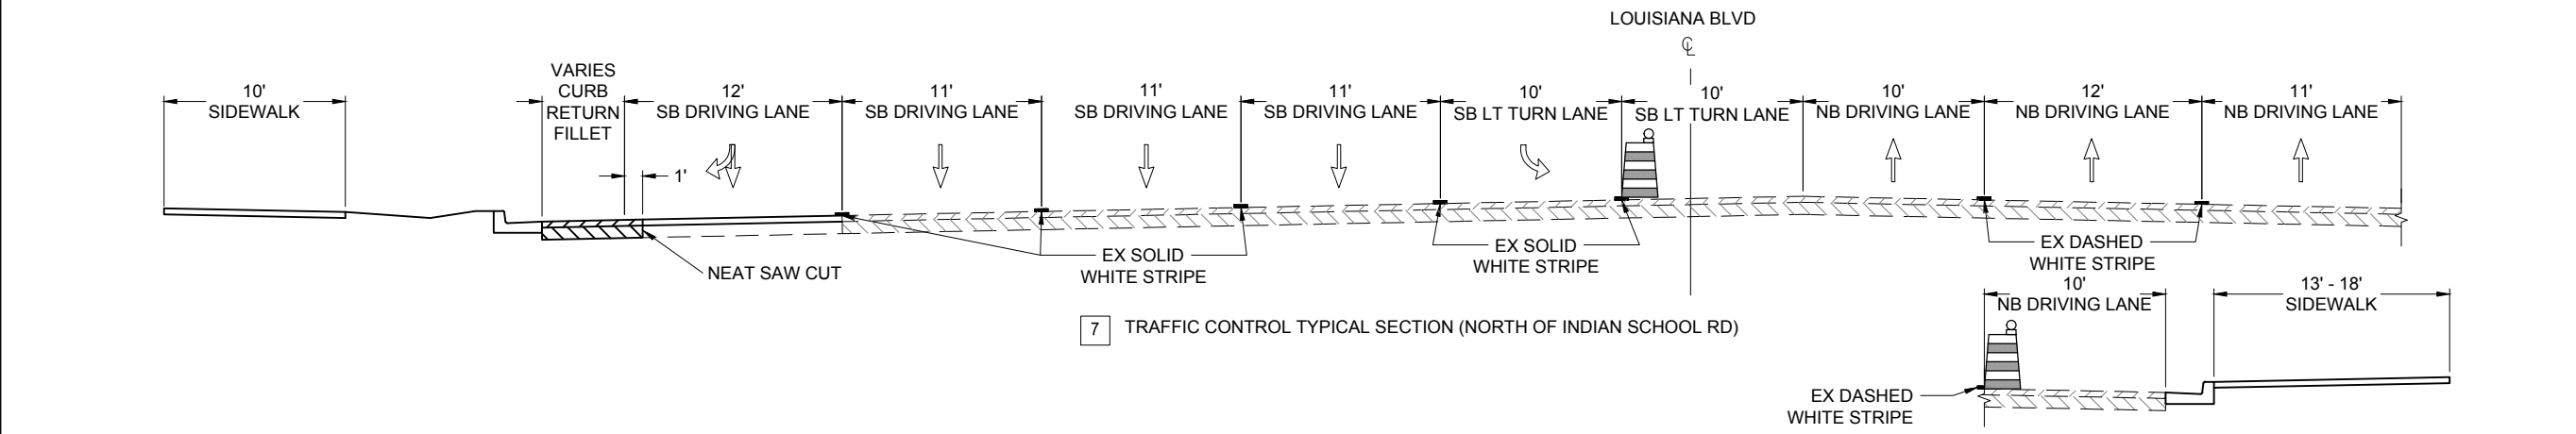 LOUISIANA BLVD
℄
10'
SIDEWALK
VARIES
CURB
RETURN
FILLET
12'
SB DRIVING LANE
11'
SB DRIVING LANE
11'
SB DRIVING LANE
11'
SB DRIVING LANE
10'
SB LT TURN LANE
10'
SB LT TURN LANE
10'
NB DRIVING LANE
12'
NB DRIVING LANE
11'
NB DRIVING LANE
1'
NEAT SAW CUT
EX SOLID
WHITE STRIPE
EX SOLID
WHITE STRIPE
EX DASHED
WHITE STRIPE
10'
NB DRIVING LANE
13' - 18'
SIDEWALK
7 TRAFFIC CONTROL TYPICAL SECTION (NORTH OF INDIAN SCHOOL RD)
EX DASHED
WHITE STRIPE